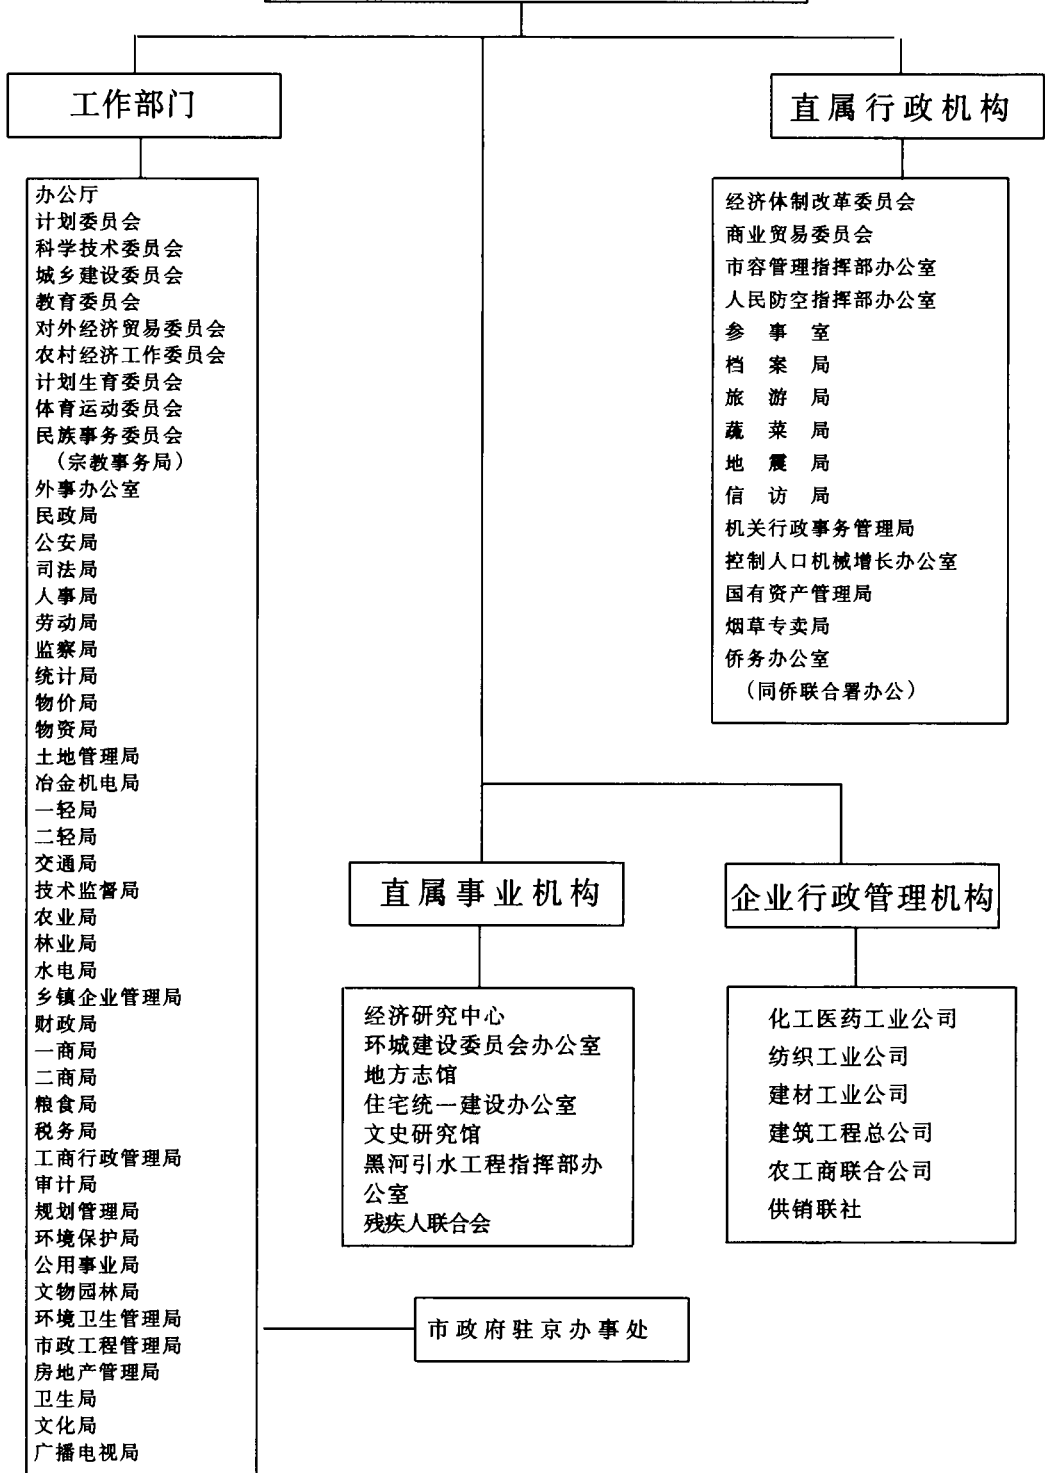 工作部门
办公厅
计划委员会
科学技术委员会
城乡建设委员会
教育委员会
对外经济贸易委员会
农村经济工作委员会
计划生育委员会
体育运动委员会
民族事务委员会
(宗教事务局)
外事办公室
民政局
公安局
司法局
人事局
劳动局
监察局
统计局
物价局
物资局
土地管理局
冶金机电局
一轻局
二轻局
交通局
技术监督局
农业局
林业局
水电局
乡镇企业管理局
财政局
一商局
二商局
粮食局
税务局
工商行政管理局
审计局
规划管理局
环境保护局
公用事业局
文物园林局
环境卫生管理局
市政工程管理局
房地产管理局
卫生局
文化局
广播电视局
直属行政机构
经济体制改革委员会
商业贸易委员会
市容管理指挥部办公室
人民防空指挥部办公室
参事室
档案局
旅游局
蔬菜局
地震局
信访局
机关行政事务管理局
控制人口机械增长办公室
国有资产管理局
烟草专卖局
侨务办公室
(同侨联合署办公)
直属事业机构
经济研究中心
环城建设委员会办公室
地方志馆
住宅统一建设办公室
文史研究馆
黑河引水工程指挥部办
公室
残疾人联合会
企业行政管理机构
化工医药工业公司
纺织工业公司
建材工业公司
建筑工程总公司
农工商联合公司
供销联社
市政府驻京办事处